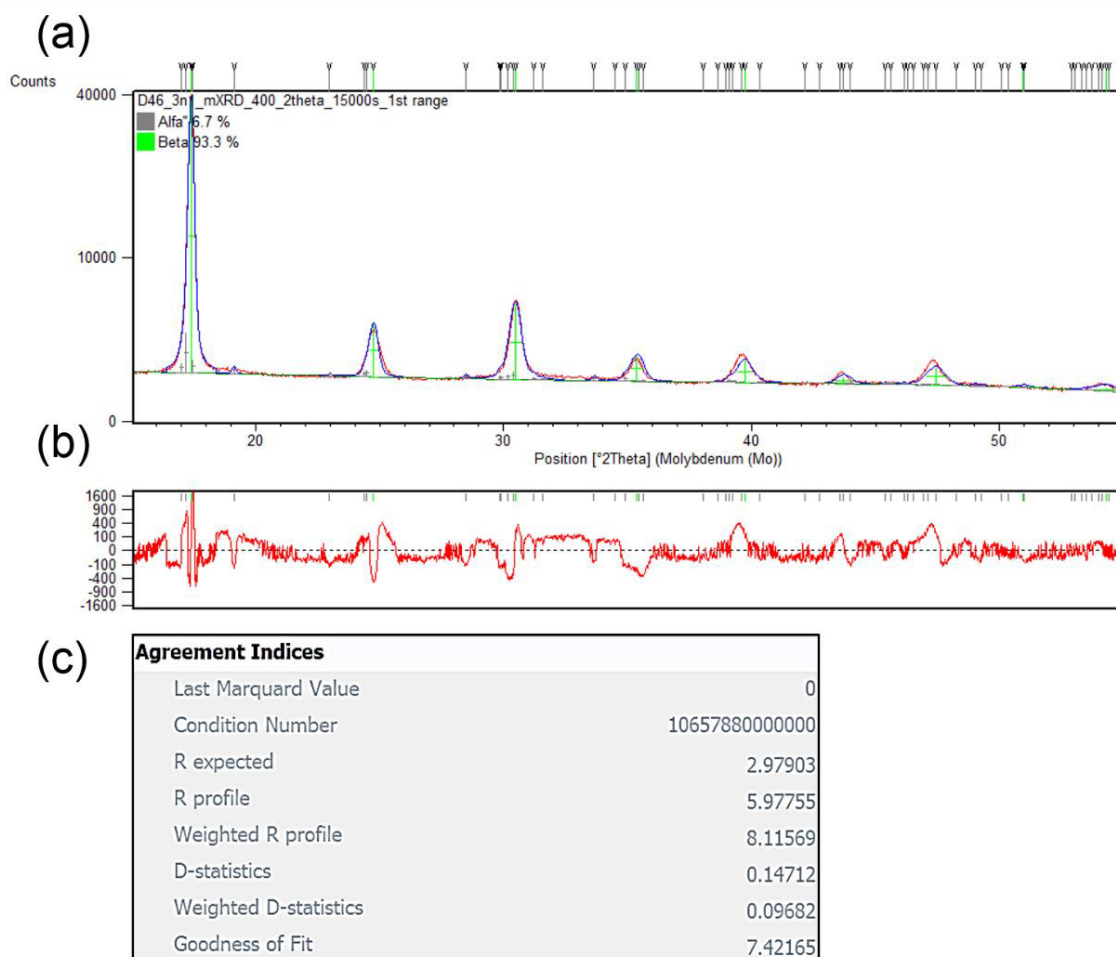 (a)
Counts
40000
D46_3n1_mXRD_400_2theta_15000s_1st range
Alfa" 6.7 %
Beta 93.3 %
10000
0
20 30 40 50
Position [°2Theta] (Molybdenum (Mo))
(b)
1600
900
400
100
0
-100
-400
-900
-1600
(c)
Agreement Indices
Last Marquard Value 0
Condition Number 10657880000000
R expected 2.97903
R profile 5.97755
Weighted R profile 8.11569
D-statistics 0.14712
Weighted D-statistics 0.09682
Goodness of Fit 7.42165